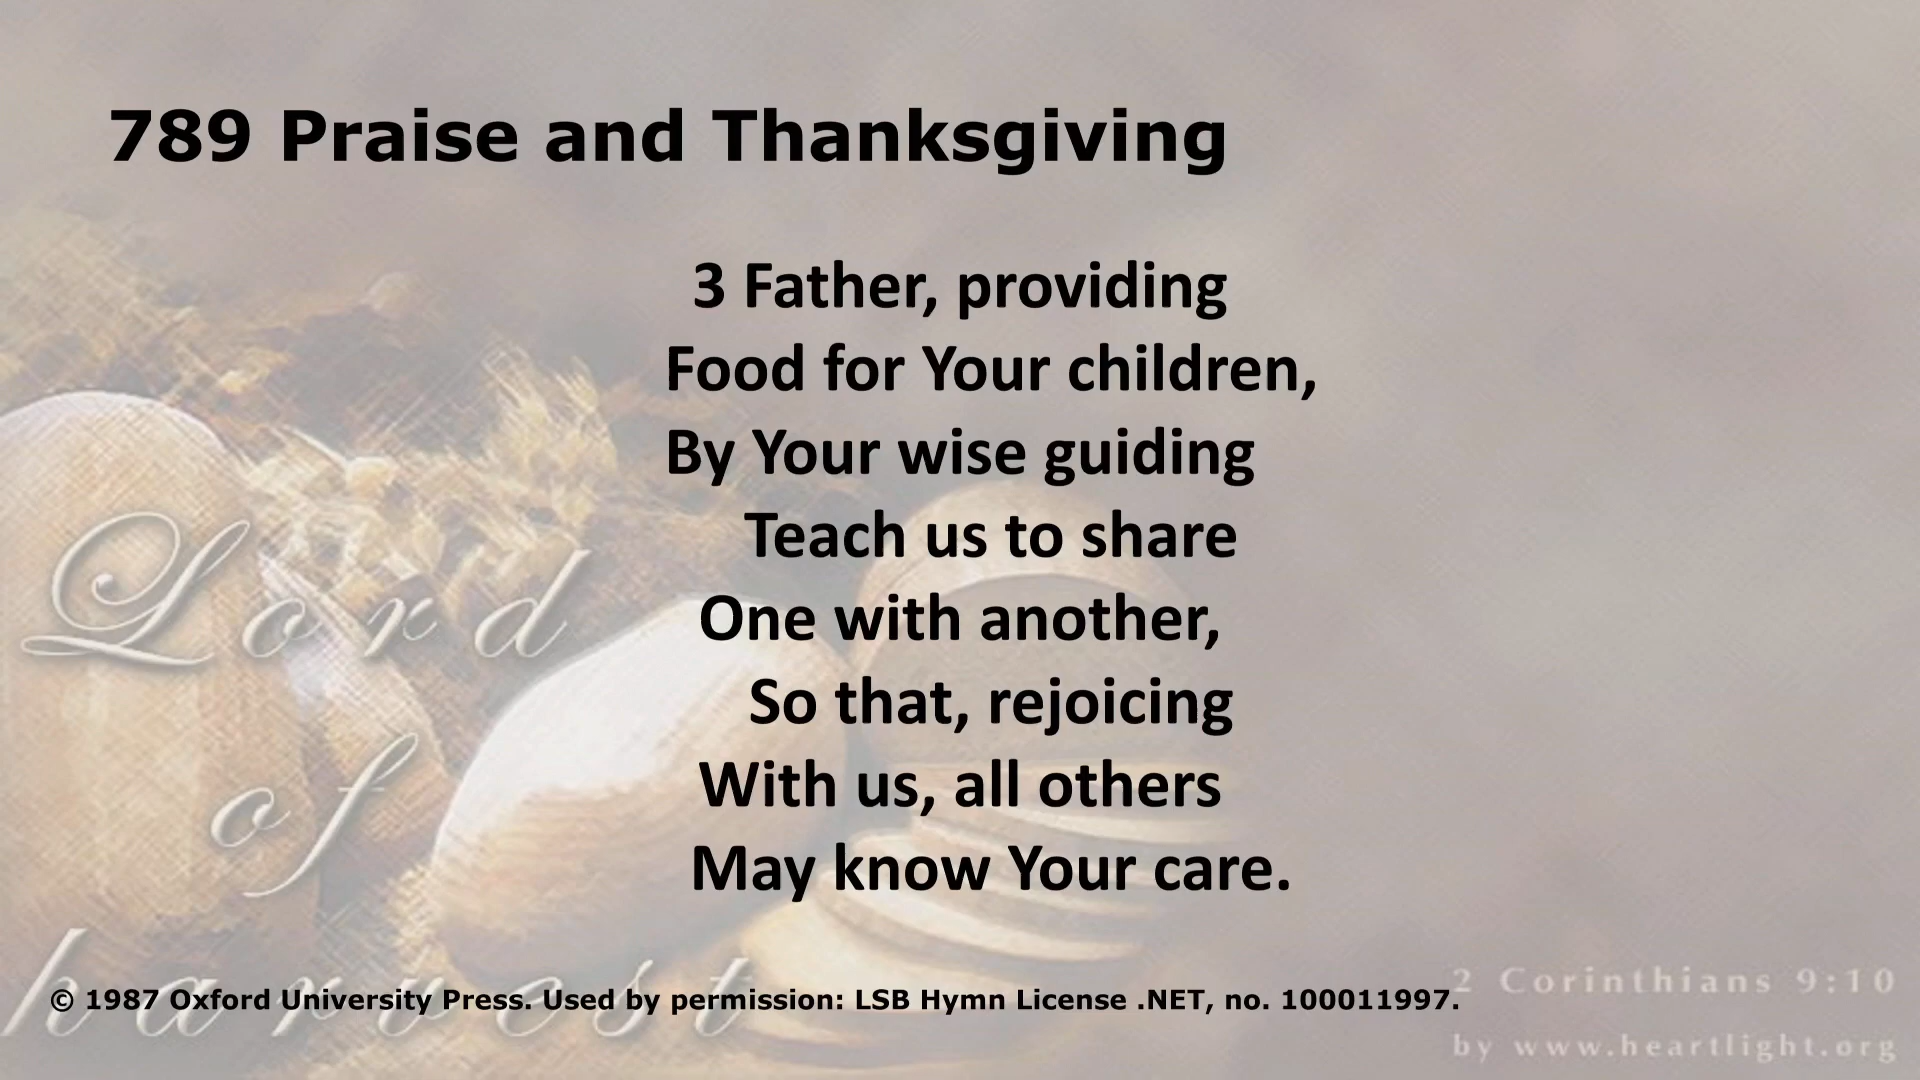 789 Praise and Thanksgiving
3 Father, providing
Food for Your children,
By Your wise guiding
Teach us to share
One with another,
So that, rejoicing
With us, all others
May know Your care.
Lord
of
harvest
2 Corinthians 9:10
© 1987 Oxford University Press. Used by permission: LSB Hymn License .NET, no. 100011997.
by www.heartlight.org